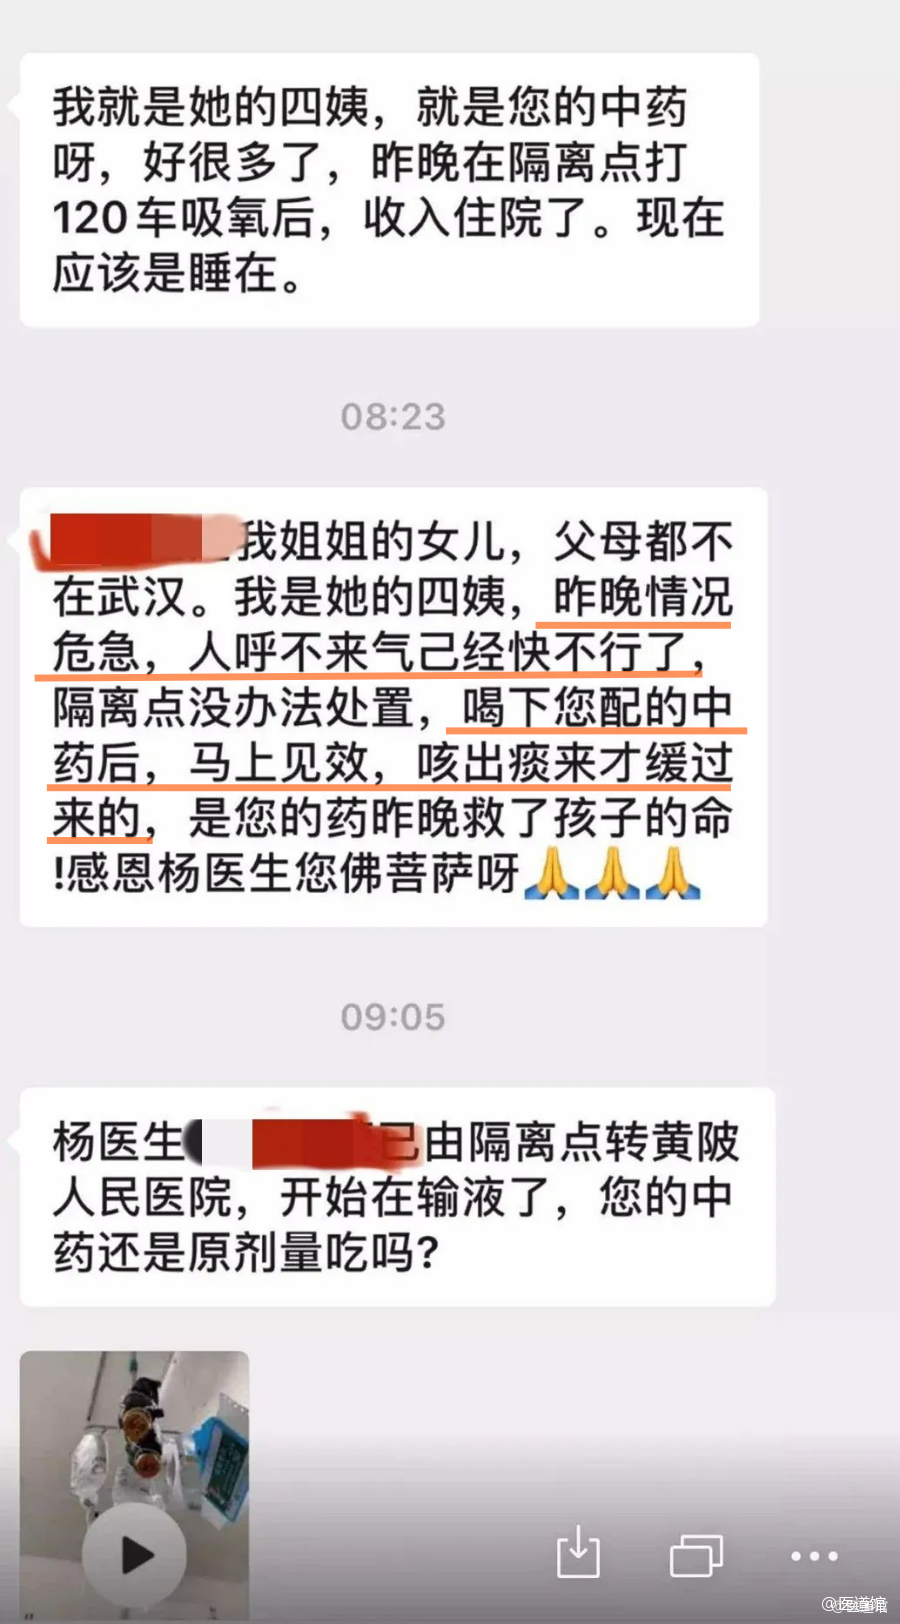 我就是她的四姨，就是您的中药
呀，好很多了，昨晚在隔离点打
120车吸氧后，收入住院了。现在
应该是睡在。
08:23
我姐姐的女儿，父母都不
在武汉。我是她的四姨，昨晚情况
危急，人呼不来气己经快不行了，
隔离点没办法处置，喝下您配的中
药后，马上见效，咳出痰来才缓过
来的，是您的药昨晚救了孩子的命
!感恩杨医生您佛菩萨呀🙏🙏🙏
09:05
杨医生 已由隔离点转黄陂
人民医院，开始在输液了，您的中
药还是原剂量吃吗?
@医道馆